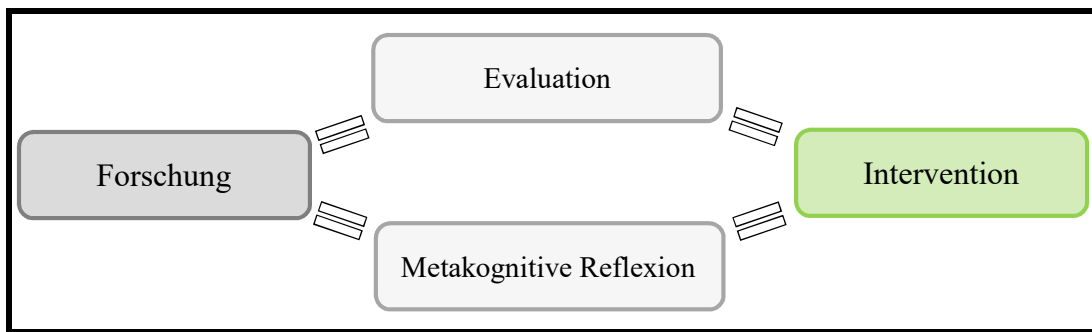 Evaluation
Forschung
Intervention
Metakognitive Reflexion